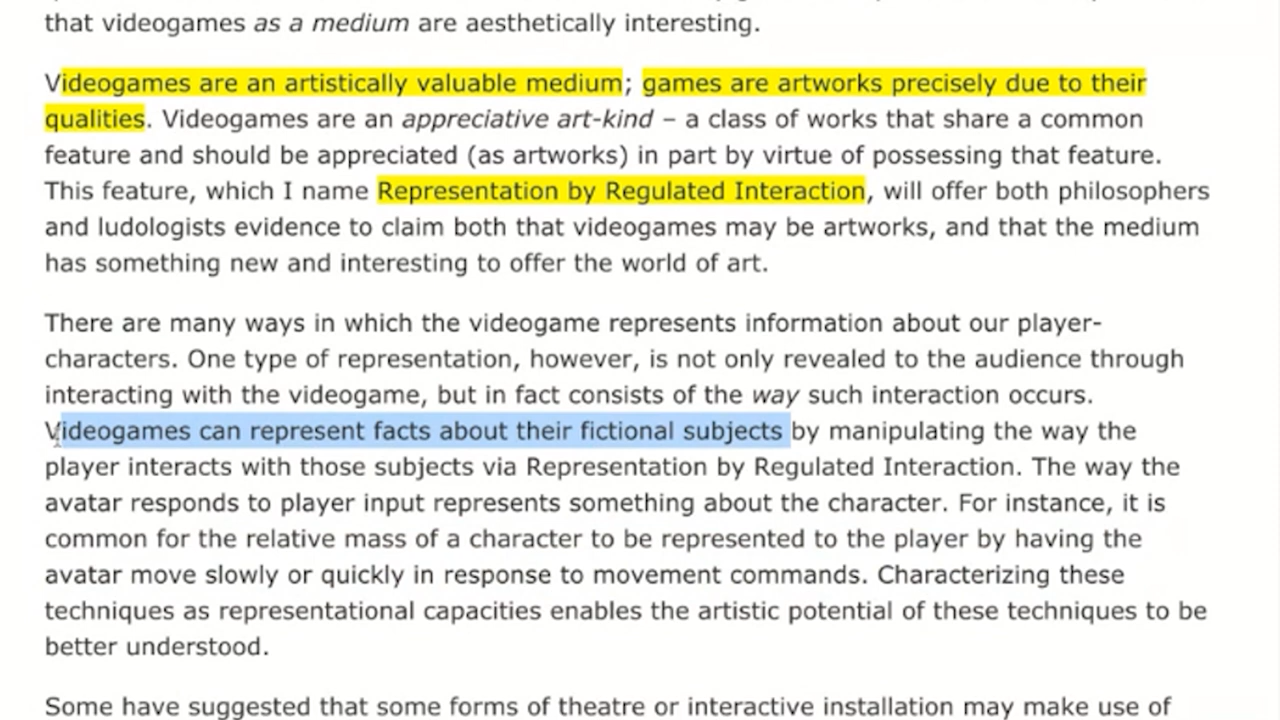 that videogames as a medium are aesthetically interesting.
Videogames are an artistically valuable medium; games are artworks precisely due to their
qualities. Videogames are an appreciative art-kind – a class of works that share a common
feature and should be appreciated (as artworks) in part by virtue of possessing that feature.
This feature, which I name Representation by Regulated Interaction, will offer both philosophers
and ludologists evidence to claim both that videogames may be artworks, and that the medium
has something new and interesting to offer the world of art.
There are many ways in which the videogame represents information about our player-
characters. One type of representation, however, is not only revealed to the audience through
interacting with the videogame, but in fact consists of the way such interaction occurs.
Videogames can represent facts about their fictional subjects by manipulating the way the
player interacts with those subjects via Representation by Regulated Interaction. The way the
avatar responds to player input represents something about the character. For instance, it is
common for the relative mass of a character to be represented to the player by having the
avatar move slowly or quickly in response to movement commands. Characterizing these
techniques as representational capacities enables the artistic potential of these techniques to be
better understood.
Some have suggested that some forms of theatre or interactive installation may make use of